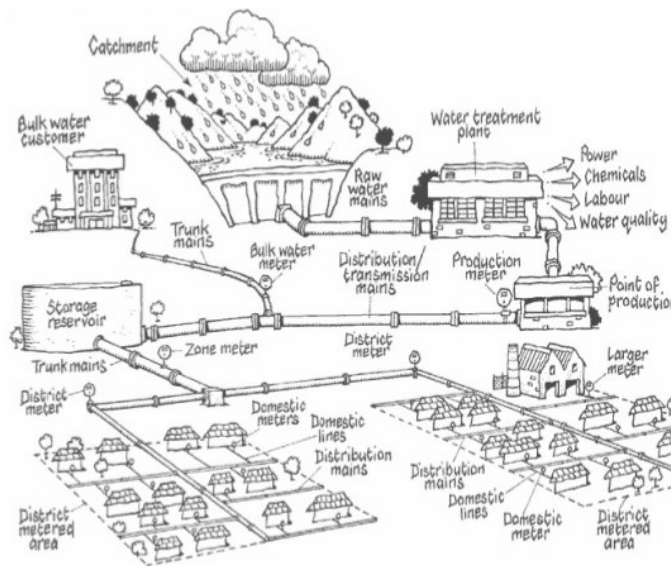 Catchment
Bulk water
customer
Water treatment
plant
Power
Chemicals
Labour
Water quality
Raw
water
mains
Trunk
mains
Bulk water
meter
Distribution
transmission
mains
Production
meter
Point of
production
Storage
reservoir
Zone meter
District
meter
Trunk mains
District
meter
Larger
meter
Domestic
meters
Domestic
lines
Distribution
mains
District
metered
area
Distribution
mains
Domestic
lines
Domestic
meter
District
metered
area